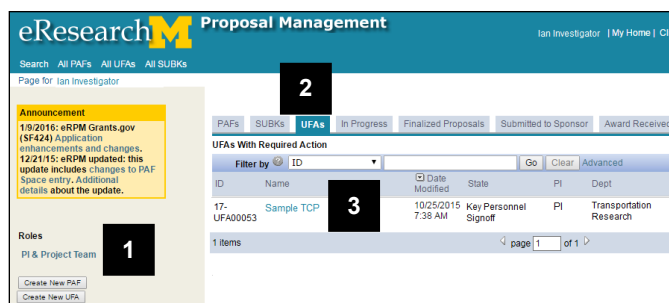 eResearchM Proposal Management
Ian Investigator | My Home |
Search All PAFs All UFAs All SUBKs
Page for Ian Investigator
2
Announcement
1/9/2016: eRPM Grants.gov
(SF424) Application
enhancements and changes.
12/21/15: eRPM updated: this
update includes changes to PAF
Space entry. Additional
details about the update.
Roles
1
PI & Project Team
Create New PAF
Create New UFA
PAFs SUBKs UFAs In Progress Finalized Proposals Submitted to Sponsor Award Received
UFAs With Required Action
Filter by ID Go Clear Advanced
ID Name Date Modified State PI Dept
17-UFA00053 Sample TCP 3 10/25/2015 7:38 AM Key Personnel Signoff PI Transportation Research
1 items page 1 of 1